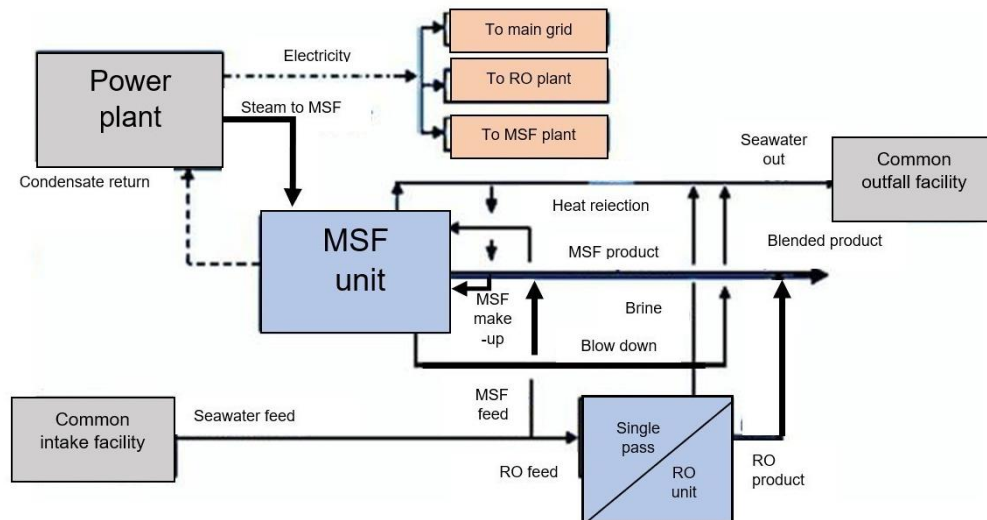 To main grid
Electricity
To RO plant
Power
plant
Steam to MSF
To MSF plant
Seawater
out
Common
outfall facility
Condensate return
Heat reiection
MSF
unit
MSF product
Blended product
MSF
make
-up
Brine
Blow down
MSF
feed
Common
intake facility
Seawater feed
Single
pass
RO feed
RO
unit
RO
product